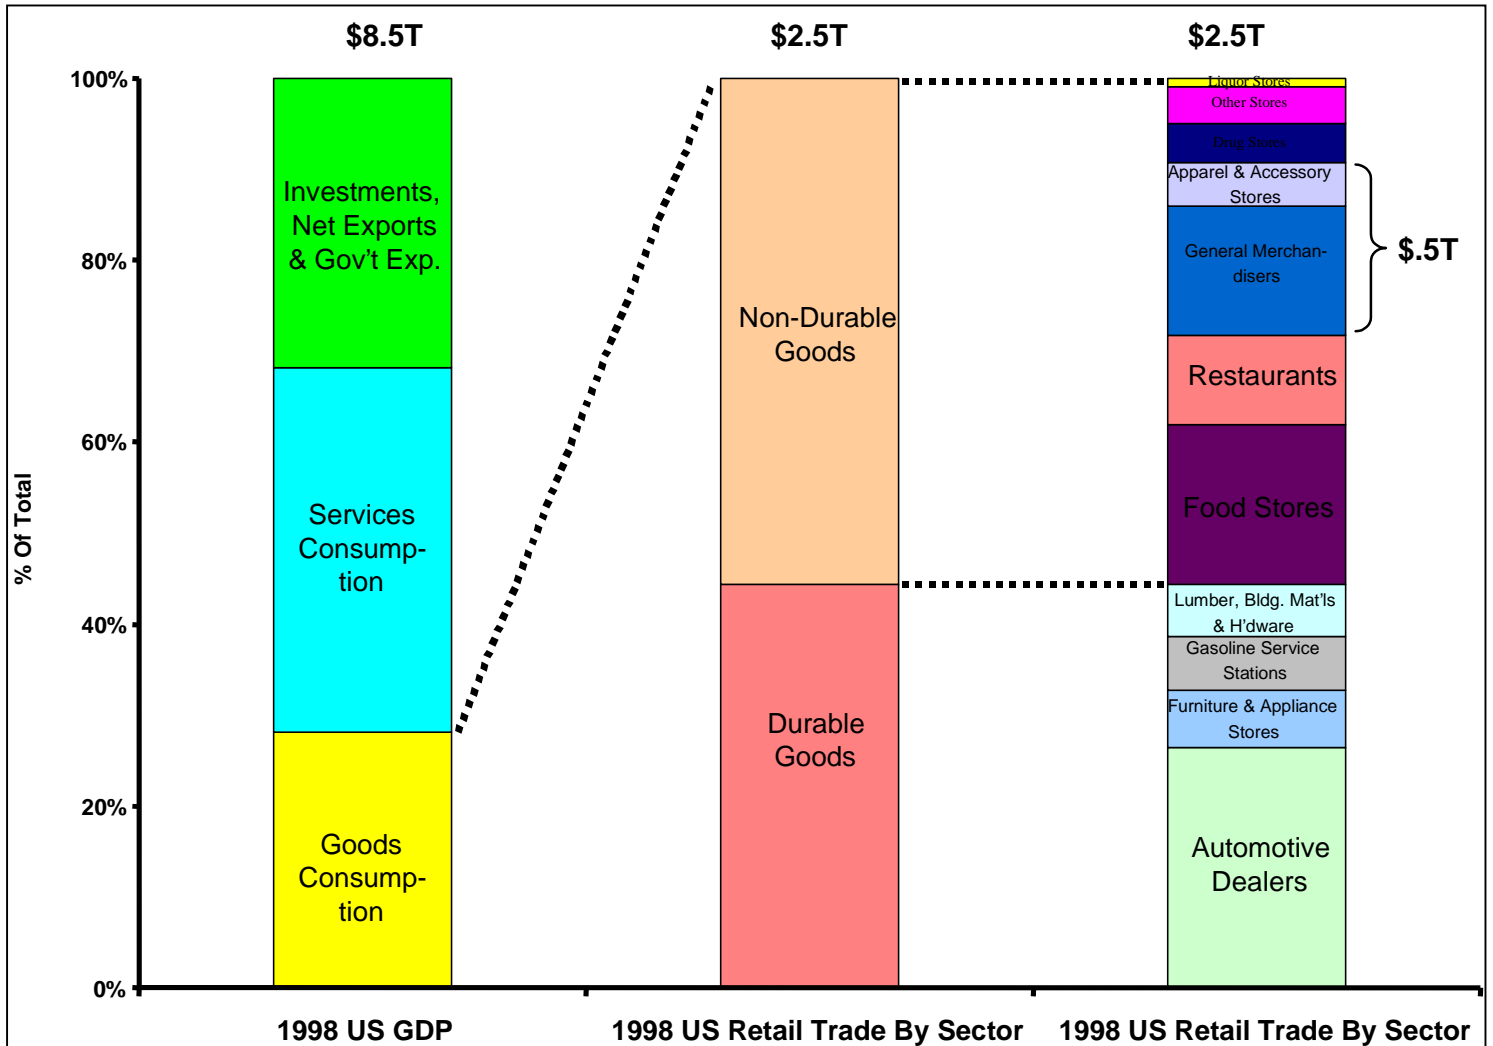 $8.5T
$2.5T
$2.5T
100%
80%
60%
40%
20%
0%
% Of Total
Investments,
Net Exports
& Gov't Exp.
Services
Consump-
tion
Goods
Consump-
tion
Non-Durable
Goods
Durable
Goods
Liquor Stores
Other Stores
Drug Stores
Apparel & Accessory
Stores
General Merchan-
disers
$.5T
Restaurants
Food Stores
Lumber, Bldg. Mat'ls
& H'dware
Gasoline Service
Stations
Furniture & Appliance
Stores
Automotive
Dealers
1998 US GDP
1998 US Retail Trade By Sector
1998 US Retail Trade By Sector